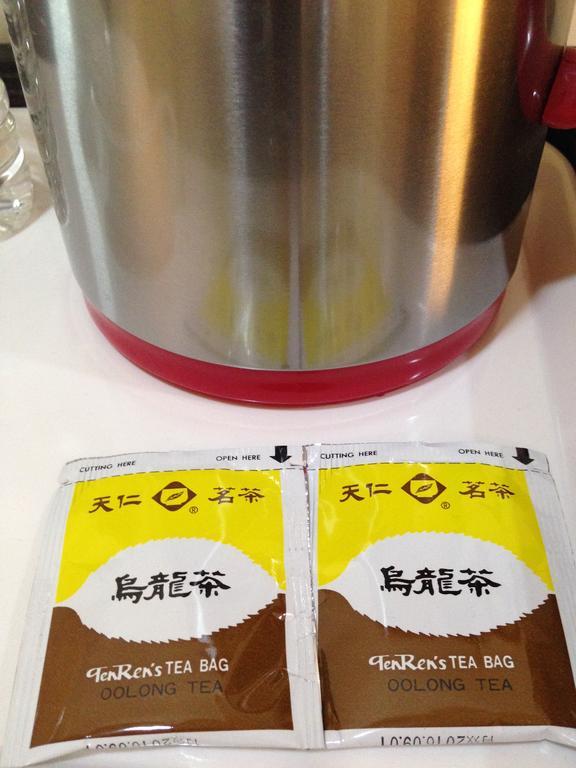 CUTTING HERE OPEN HERE
天仁 茗茶 ®
烏龍茶
TenRen's TEA BAG
OOLONG TEA
CUTTING HERE OPEN HERE
天仁 茗茶 ®
烏龍茶
TenRen's TEA BAG
OOLONG TEA